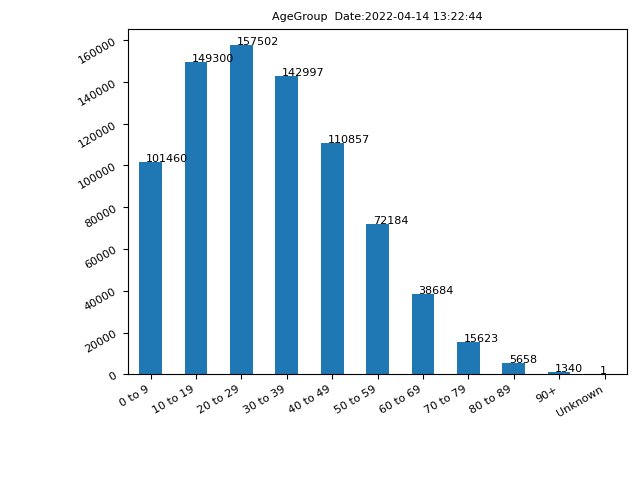 AgeGroup  Date:2022-04-14 13:22:44
160000
140000
120000
100000
80000
60000
40000
20000
0
101460
149300
157502
142997
110857
72184
38684
15623
5658
1340
1
0 to 9
10 to 19
20 to 29
30 to 39
40 to 49
50 to 59
60 to 69
70 to 79
80 to 89
90+
Unknown